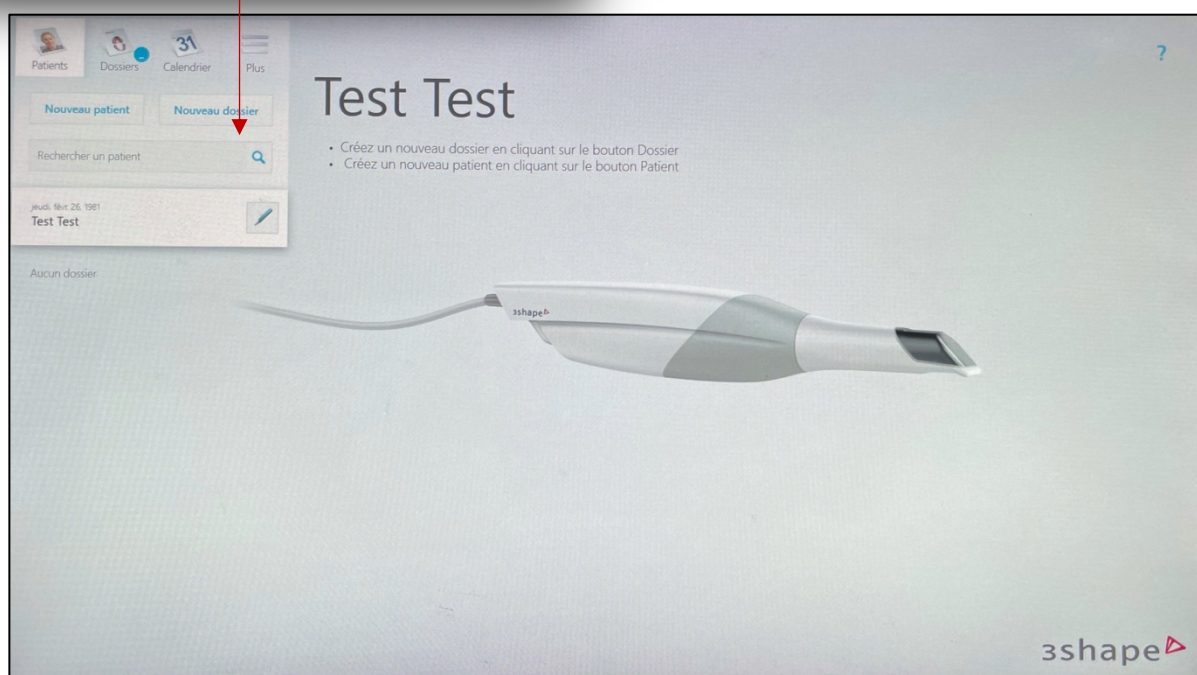 Patients
Dossiers
31
Calendrier
Plus
?
Nouveau patient
Nouveau dossier
Test Test
Rechercher un patient
• Créez un nouveau dossier en cliquant sur le bouton Dossier
• Créez un nouveau patient en cliquant sur le bouton Patient
jeudi, févr. 26, 1981
Test Test
Aucun dossier
3shape
3shape